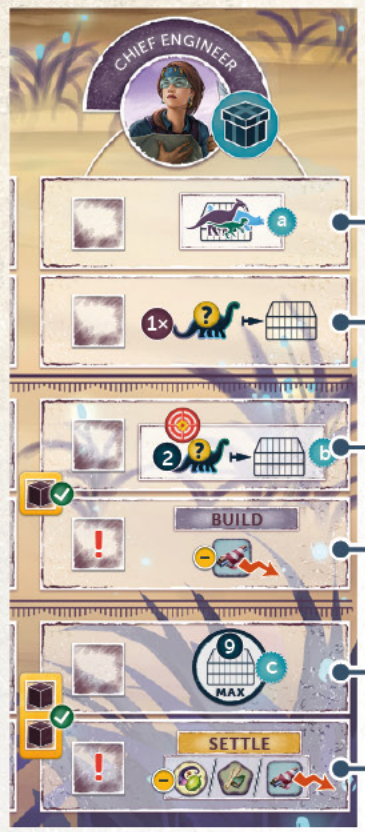 CHIEF ENGINEER
a
1× ?
?
2 b
! BUILD
−
9
MAX c
! SETTLE
− / /